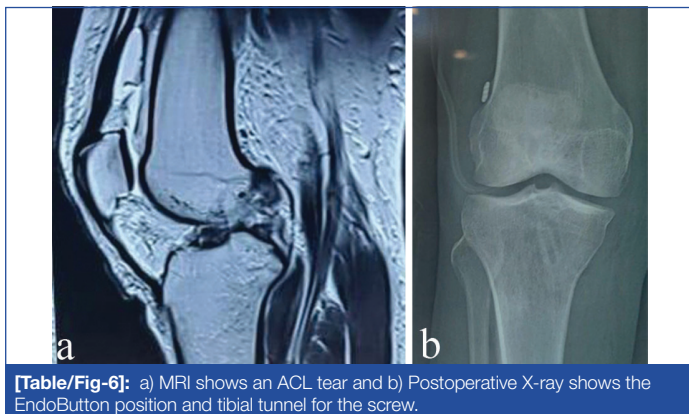 a
b
[Table/Fig-6]: a) MRI shows an ACL tear and b) Postoperative X-ray shows the
EndoButton position and tibial tunnel for the screw.